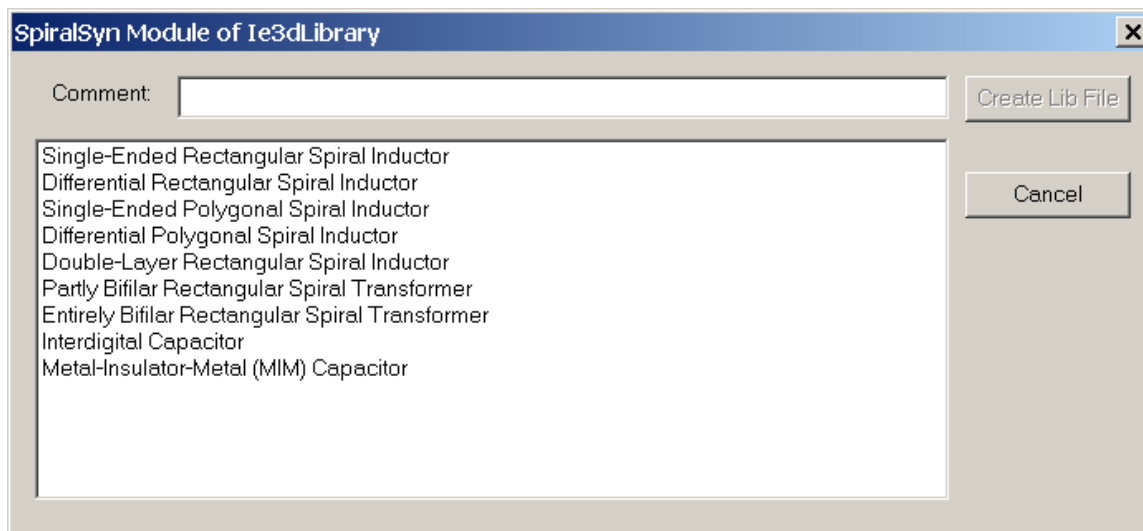 SpiralSyn Module of Ie3dLibrary
Comment:
Create Lib File
Single-Ended Rectangular Spiral Inductor
Differential Rectangular Spiral Inductor
Cancel
Single-Ended Polygonal Spiral Inductor
Differential Polygonal Spiral Inductor
Double-Layer Rectangular Spiral Inductor
Partly Bifilar Rectangular Spiral Transformer
Entirely Bifilar Rectangular Spiral Transformer
Interdigital Capacitor
Metal-Insulator-Metal (MIM) Capacitor